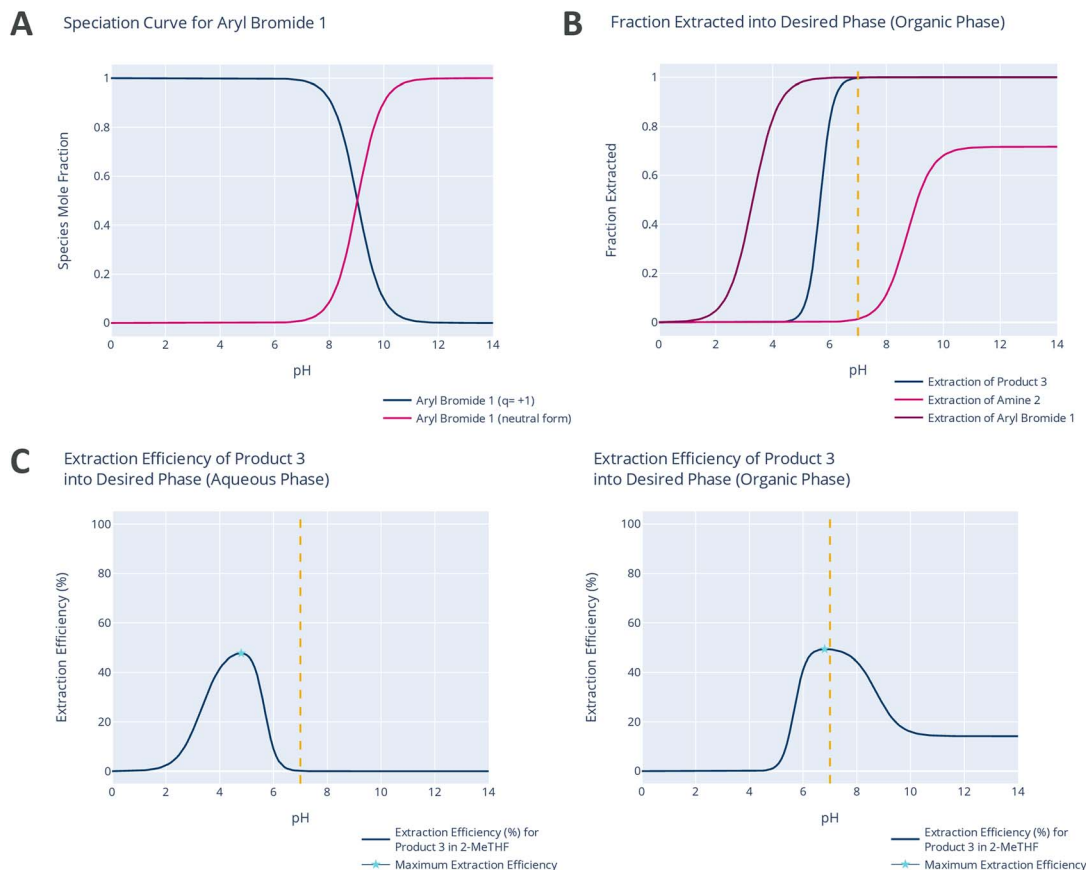 A
Speciation Curve for Aryl Bromide 1
1
0.8
0.6
0.4
0.2
0
Species Mole Fraction
0 2 4 6 8 10 12 14
pH
Aryl Bromide 1 (q= +1)
Aryl Bromide 1 (neutral form)
B
Fraction Extracted into Desired Phase (Organic Phase)
1
0.8
0.6
0.4
0.2
0
Fraction Extracted
0 2 4 6 8 10 12 14
pH
Extraction of Product 3
Extraction of Amine 2
Extraction of Aryl Bromide 1
C
Extraction Efficiency of Product 3
into Desired Phase (Aqueous Phase)
100
80
60
40
20
0
Extraction Efficiency (%)
0 2 4 6 8 10 12 14
pH
Extraction Efficiency (%) for
Product 3 in 2-MeTHF
Maximum Extraction Efficiency
Extraction Efficiency of Product 3
into Desired Phase (Organic Phase)
100
80
60
40
20
0
Extraction Efficiency (%)
0 2 4 6 8 10 12 14
pH
Extraction Efficiency (%) for
Product 3 in 2-MeTHF
Maximum Extraction Efficiency